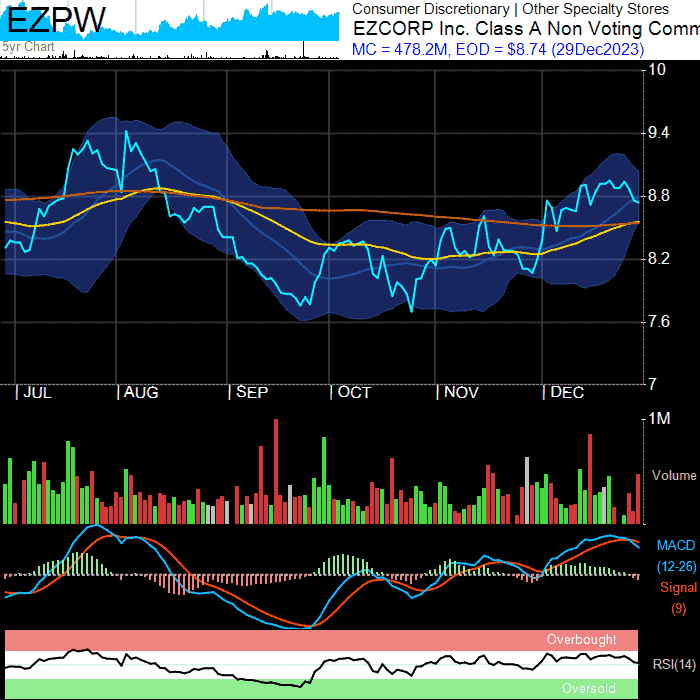 EZPW
5yr Chart
Consumer Discretionary | Other Specialty Stores
EZCORP Inc. Class A Non Voting Comm
MC = 478.2M, EOD = $8.74 (29Dec2023)
10
9.4
8.8
8.2
7.6
7
JUL AUG SEP OCT NOV DEC
1M
Volume
MACD
(12-26)
Signal
(9)
Overbought
RSI(14)
Oversold